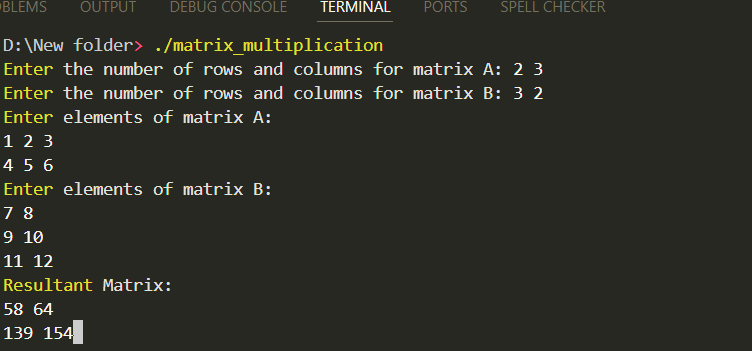 OBLEMS OUTPUT DEBUG CONSOLE TERMINAL PORTS SPELL CHECKER
D:\New folder> ./matrix_multiplication
Enter the number of rows and columns for matrix A: 2 3
Enter the number of rows and columns for matrix B: 3 2
Enter elements of matrix A:
1 2 3
4 5 6
Enter elements of matrix B:
7 8
9 10
11 12
Resultant Matrix:
58 64
139 154